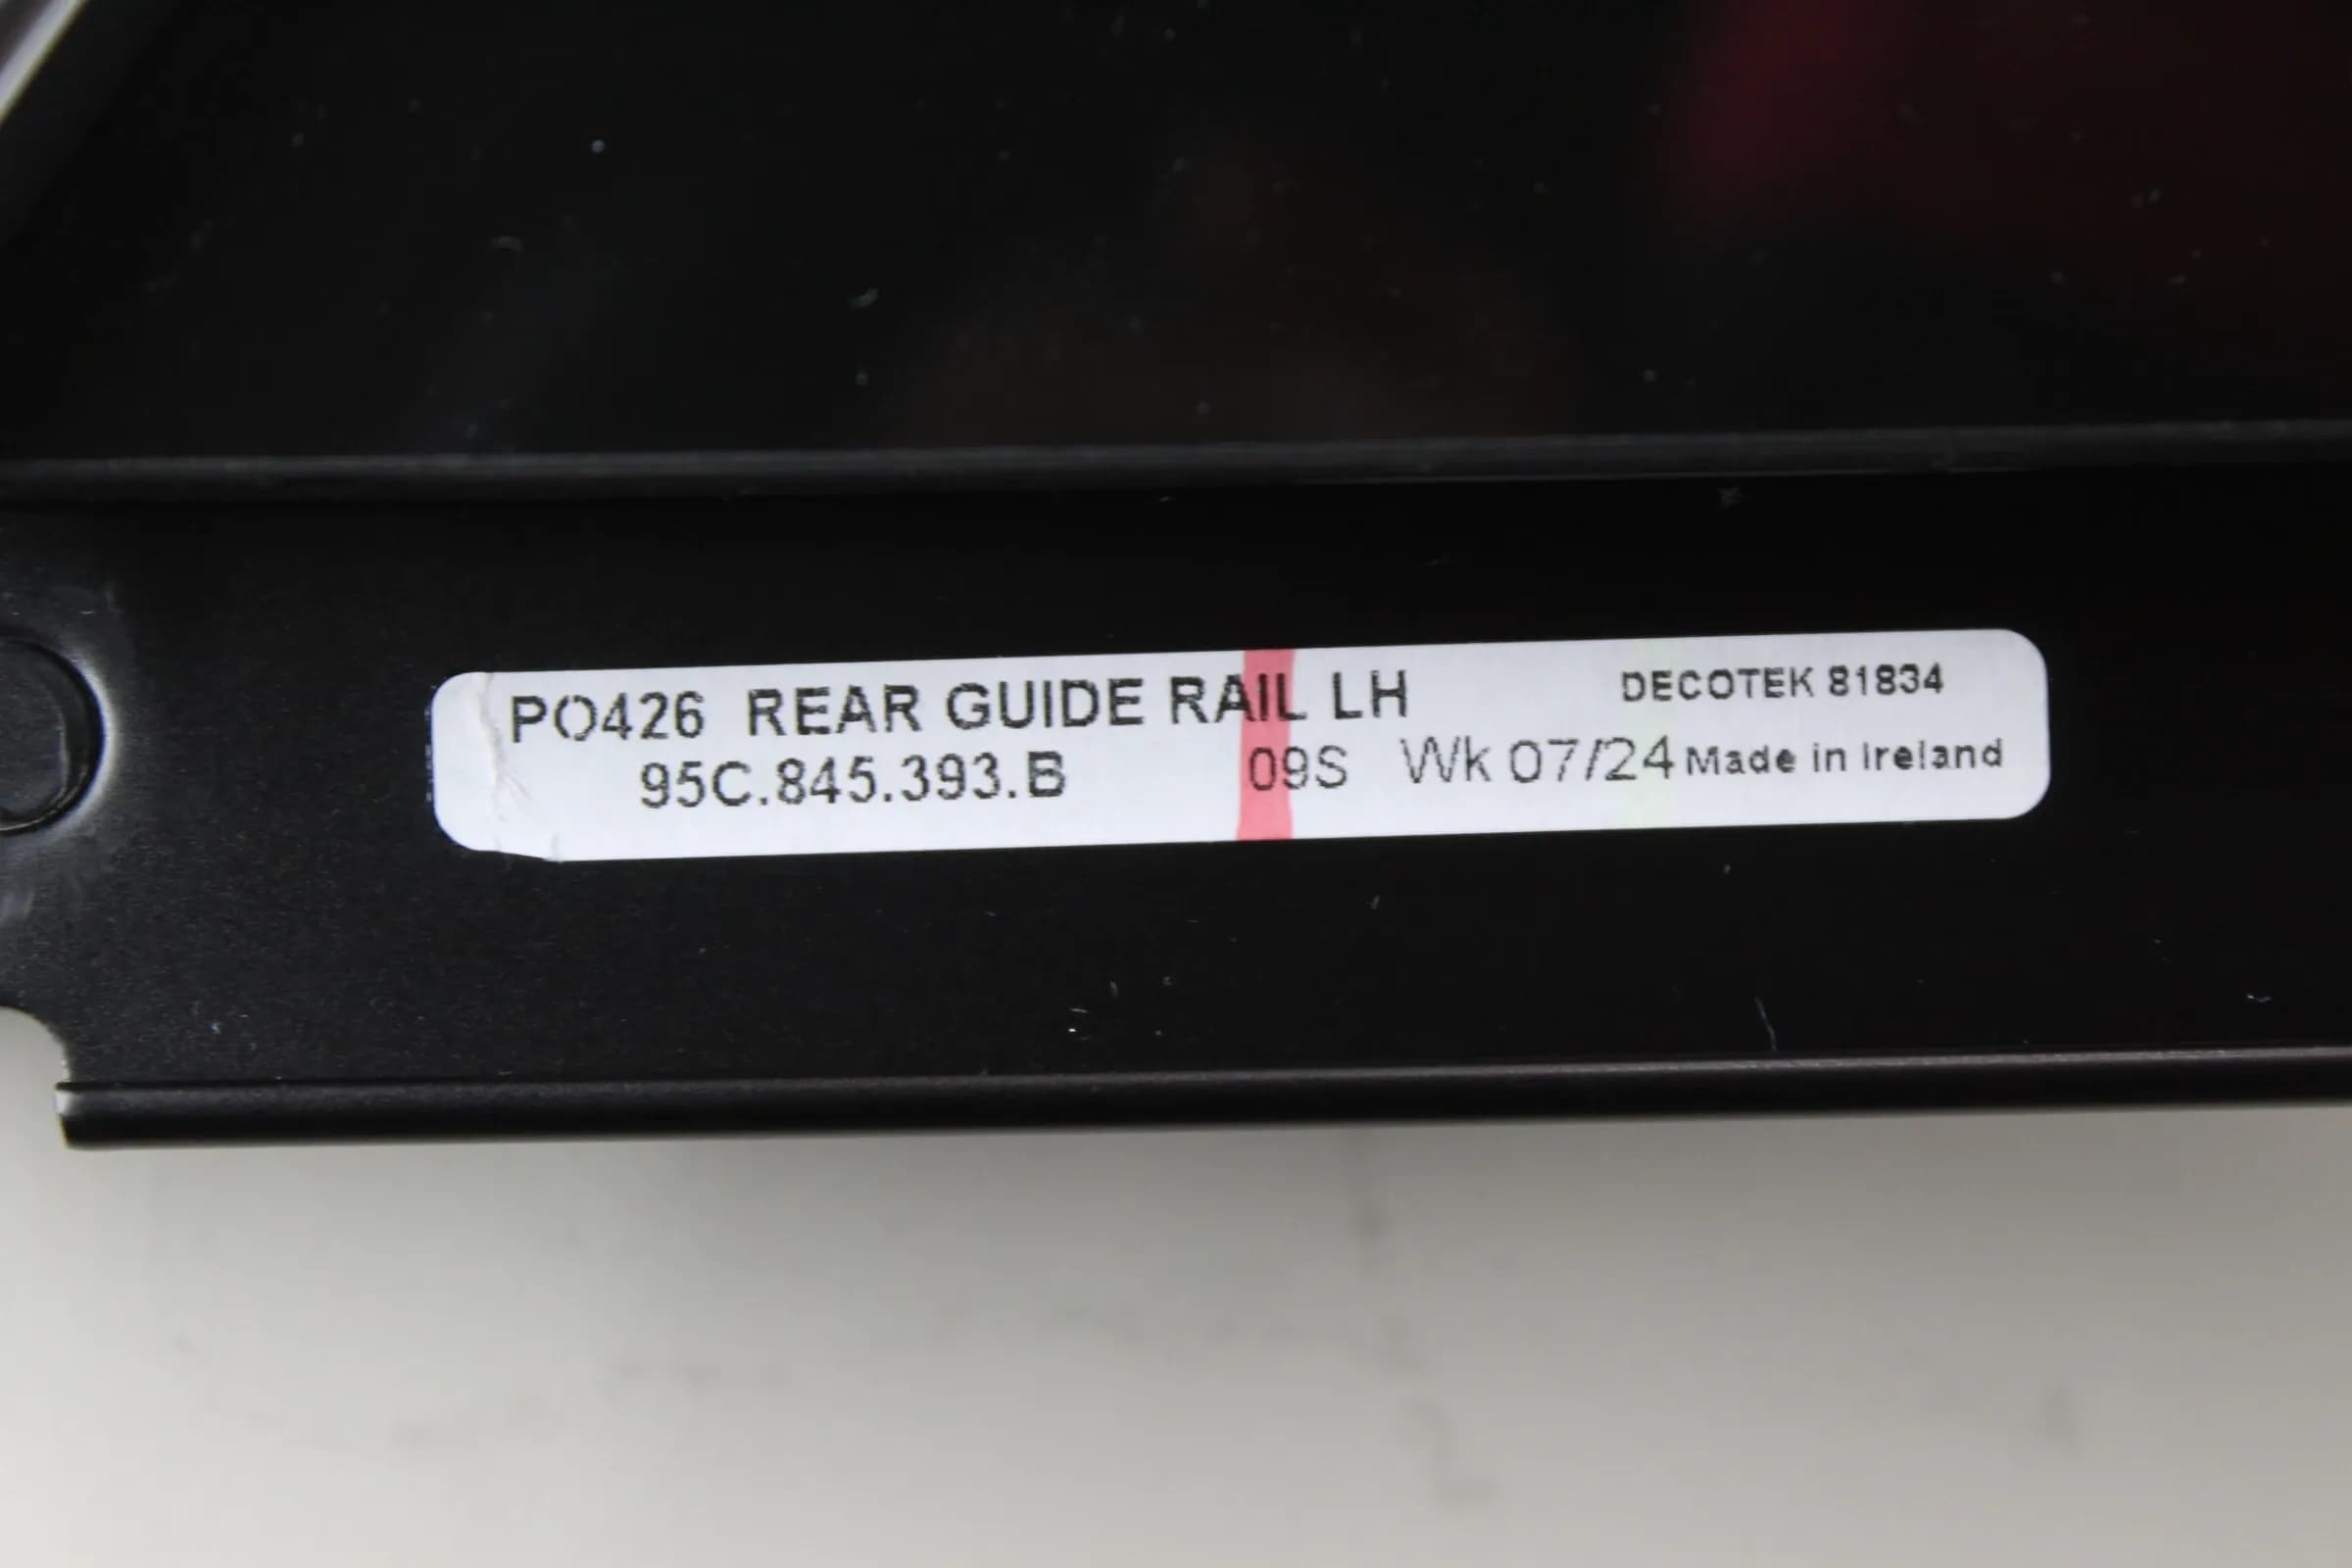 PO426 REAR GUIDE RAIL LH DECOTEK 81834
95C.845.393.B 09S Wk 07/24 Made in Ireland